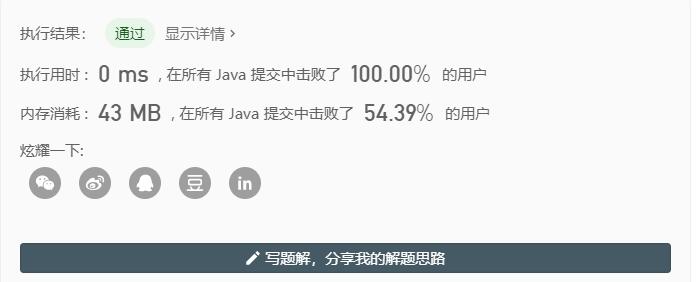 执行结果： 通过 显示详情 ›
执行用时： 0 ms , 在所有 Java 提交中击败了 100.00% 的用户
内存消耗： 43 MB , 在所有 Java 提交中击败了 54.39% 的用户
炫耀一下:
豆 in
写题解，分享我的解题思路